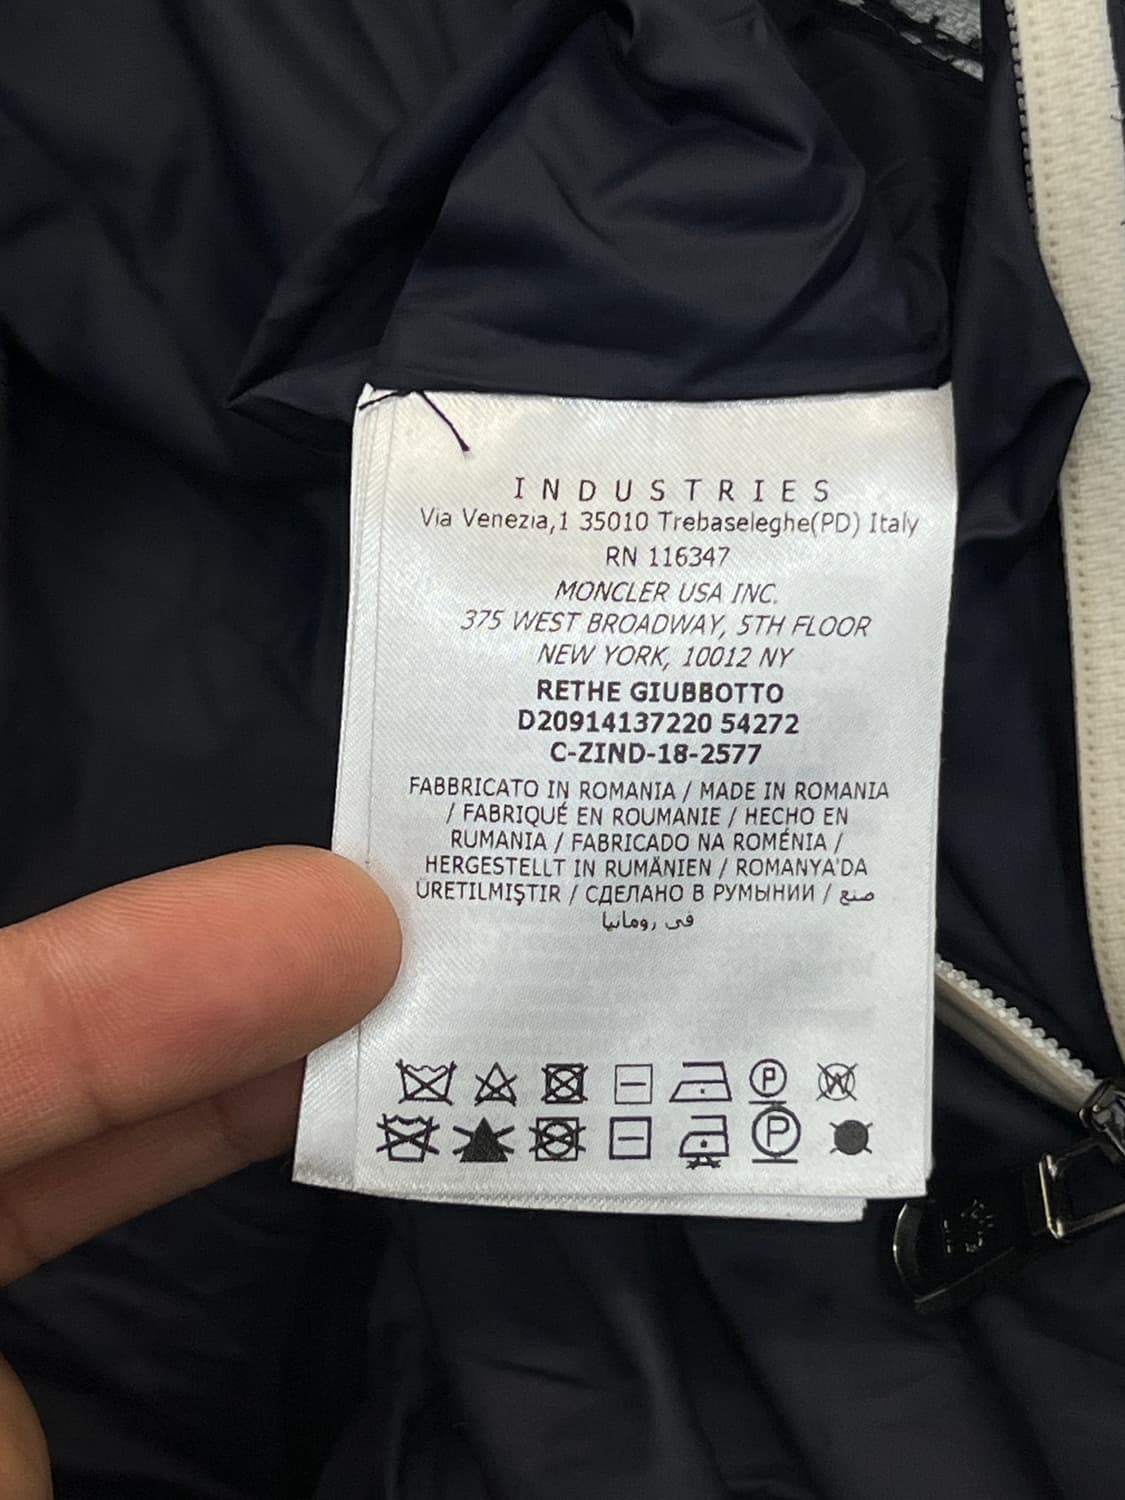 I N D U S T R I E S
Via Venezia,1 35010 Trebaseleghe(PD) Italy
RN 116347
MONCLER USA INC.
375 WEST BROADWAY, 5TH FLOOR
NEW YORK, 10012 NY
RETHE GIUBBOTTO
D20914137220 54272
C-ZIND-18-2577
FABBRICATO IN ROMANIA / MADE IN ROMANIA
/ FABRIQUÉ EN ROUMANIE / HECHO EN
RUMANIA / FABRICADO NA ROMÉNIA /
HERGESTELLT IN RUMÄNIEN / ROMANYA'DA
ÜRETILMIŞTIR / СДЕЛАНО В РУМЫНИИ / صنع
في رومانيا
P W
P